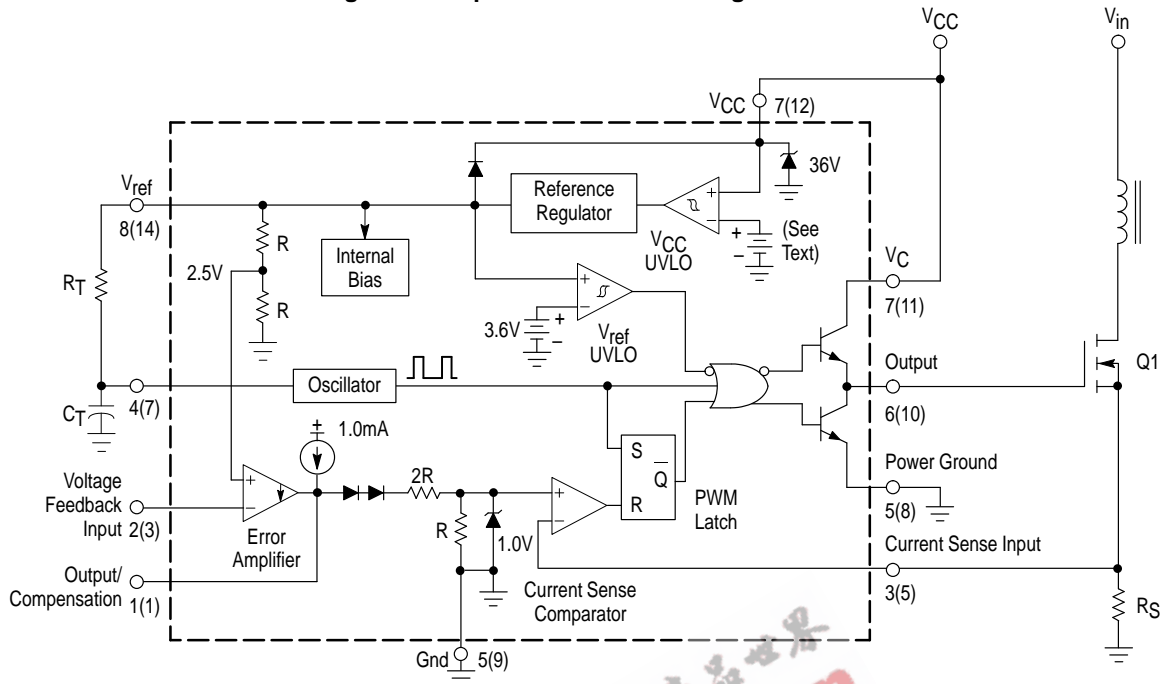 VCC
Vin
VCC 7(12)
36V
Vref
8(14)
Reference
Regulator
+
−
+
−
(See
Text)
VCC
UVLO
R
Internal
Bias
2.5V
R
RT
+
−
3.6V
+
−
Vref
UVLO
VC
7(11)
Output
6(10)
Q1
Oscillator
4(7)
CT
+
1.0mA
S
Q
R
PWM
Latch
Power Ground
5(8)
Voltage
Feedback
Input 2(3)
+
−
Error
Amplifier
2R
R
1.0V
+
−
Current Sense
Comparator
Current Sense Input
3(5)
Output/
Compensation 1(1)
RS
Gnd 5(9)